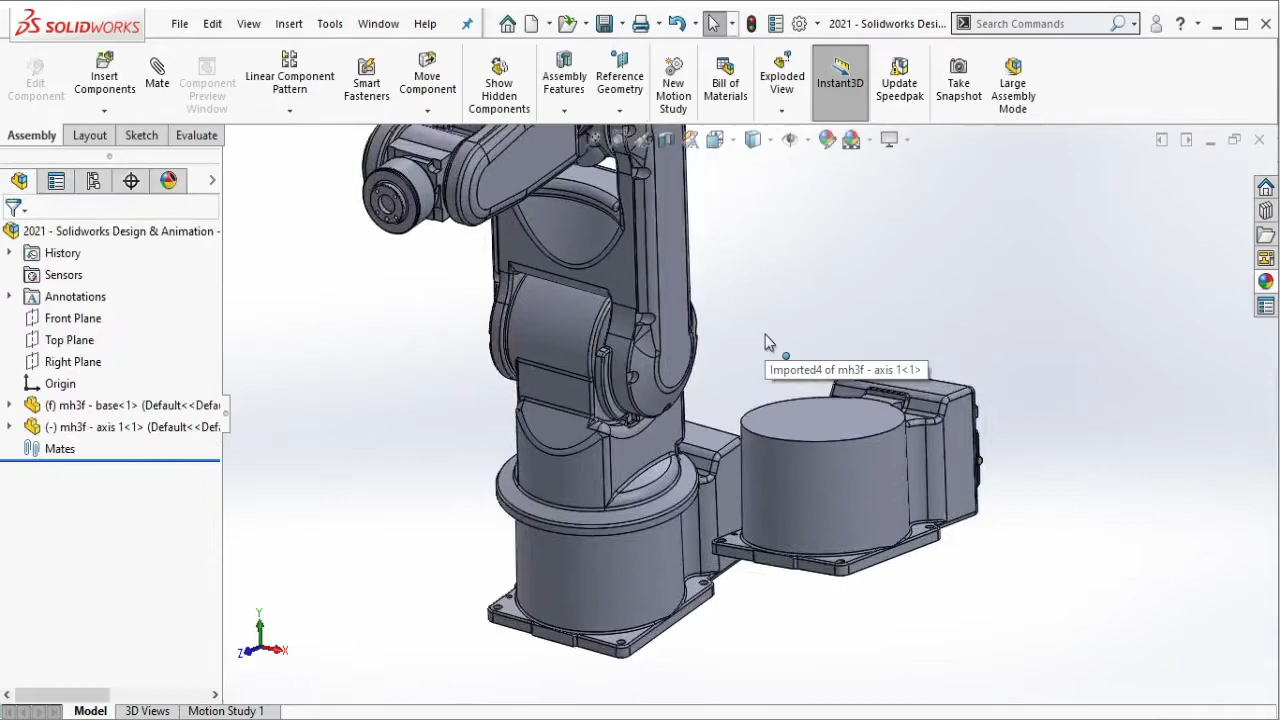 SOLIDWORKS
File Edit View Insert Tools Window Help
2021 - Solidworks Desi...
Search Commands
Edit Component
Insert Components
Mate
Component Preview Window
Linear Component Pattern
Smart Fasteners
Move Component
Show Hidden Components
Assembly Features
Reference Geometry
New Motion Study
Bill of Materials
Exploded View
Instant3D
Update Speedpak
Take Snapshot
Large Assembly Mode
Assembly Layout Sketch Evaluate
2021 - Solidworks Design & Animation -
History
Sensors
Annotations
Front Plane
Top Plane
Right Plane
Origin
(f) mh3f - base<1> (Default<<Defa
(-) mh3f - axis 1<1> (Default<<Def
Mates
Imported4 of mh3f - axis 1<1>
Y
Z X
Model 3D Views Motion Study 1